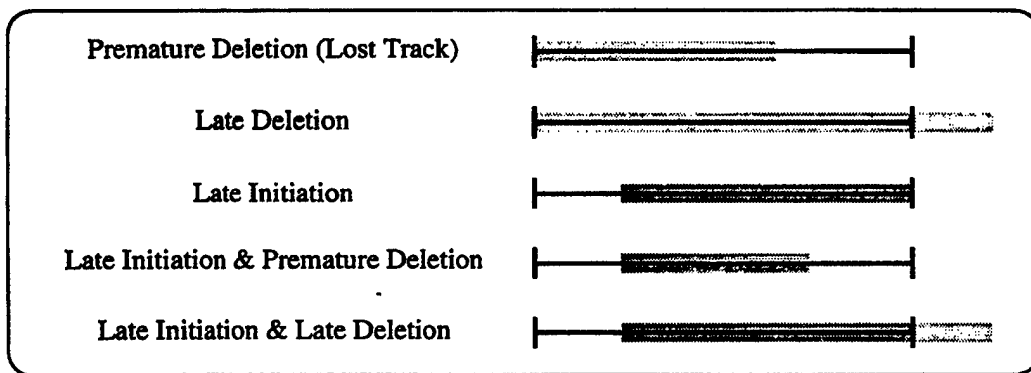 Premature Deletion (Lost Track)
Late Deletion
Late Initiation
Late Initiation & Premature Deletion
Late Initiation & Late Deletion